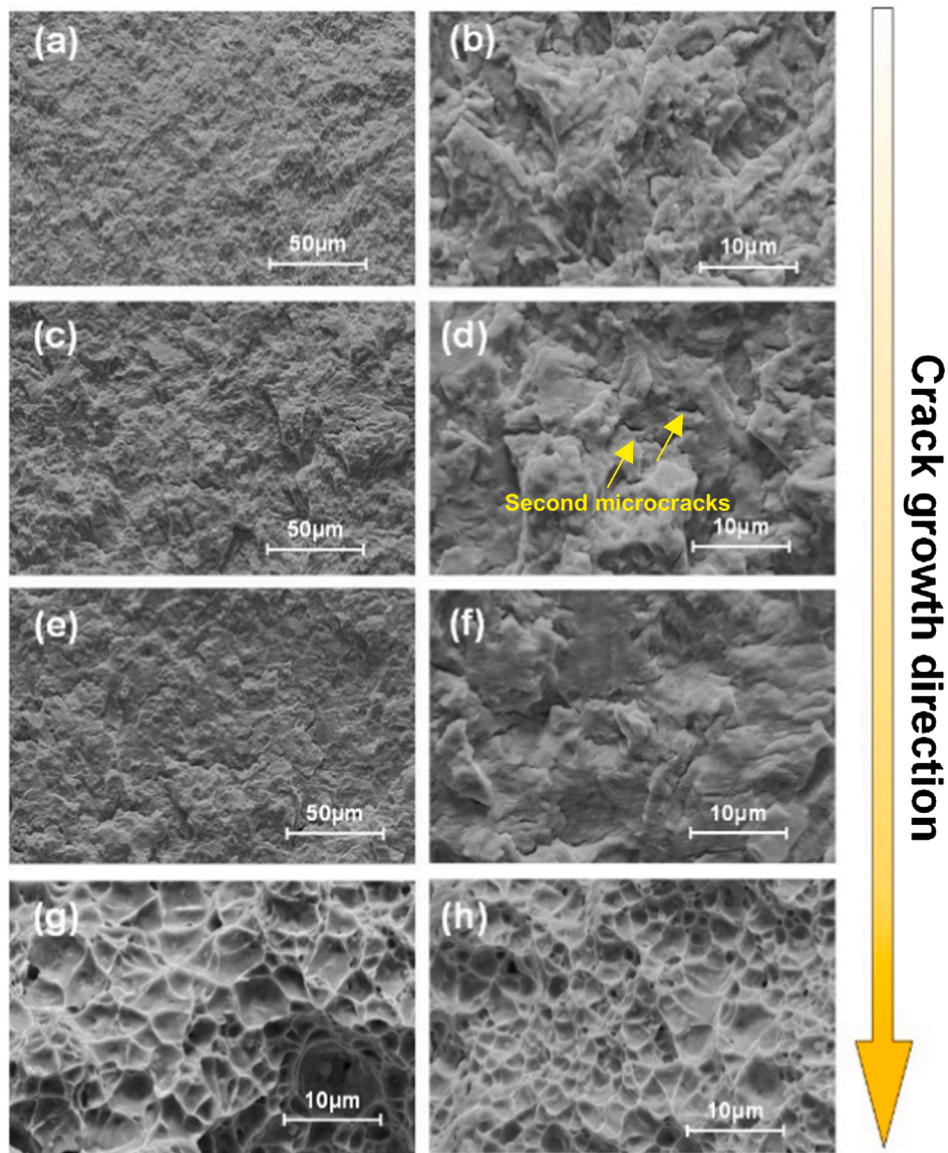 (a)
50μm
(b)
10μm
(c)
50μm
(d)
Second microcracks
10μm
(e)
50μm
(f)
10μm
(g)
10μm
(h)
10μm
Crack growth direction